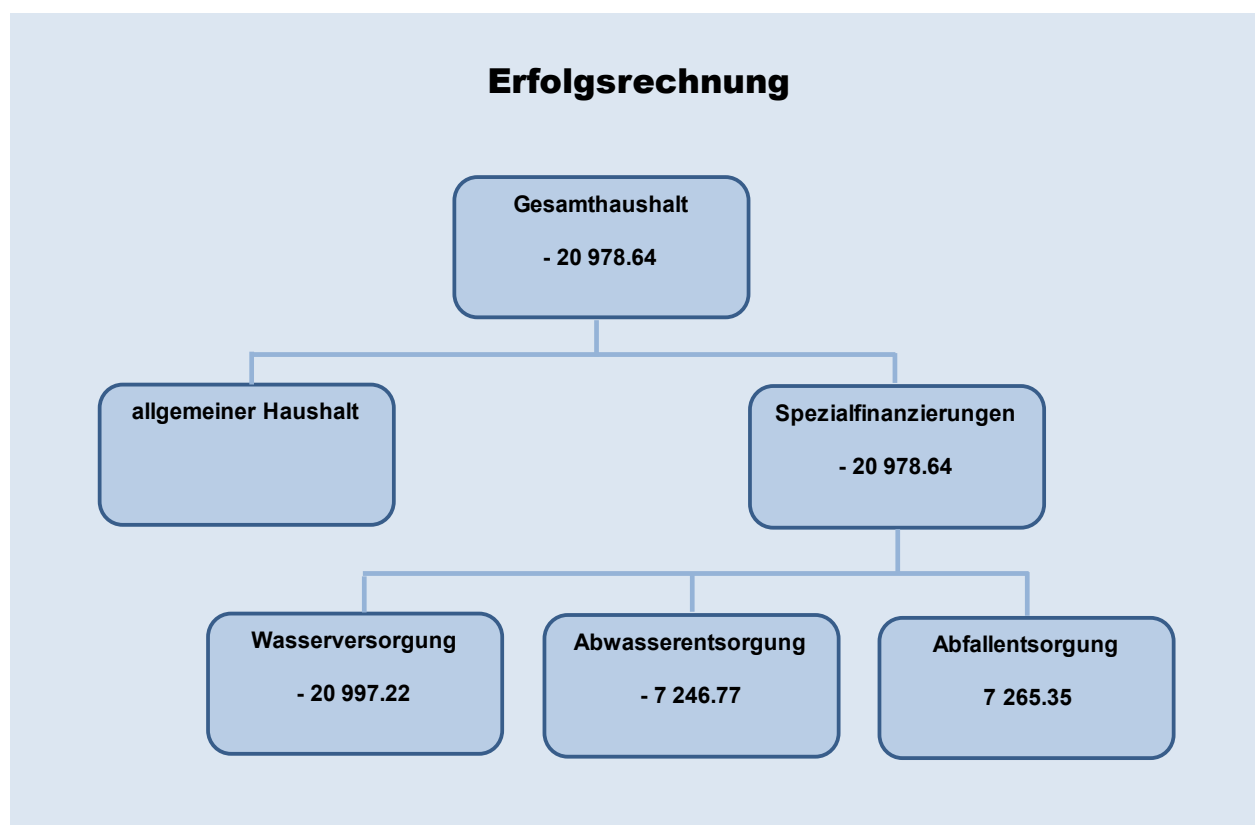 Erfolgsrechnung
Gesamthaushalt
- 20 978.64
allgemeiner Haushalt
Spezialfinanzierungen
- 20 978.64
Wasserversorgung
- 20 997.22
Abwasserentsorgung
- 7 246.77
Abfallentsorgung
7 265.35